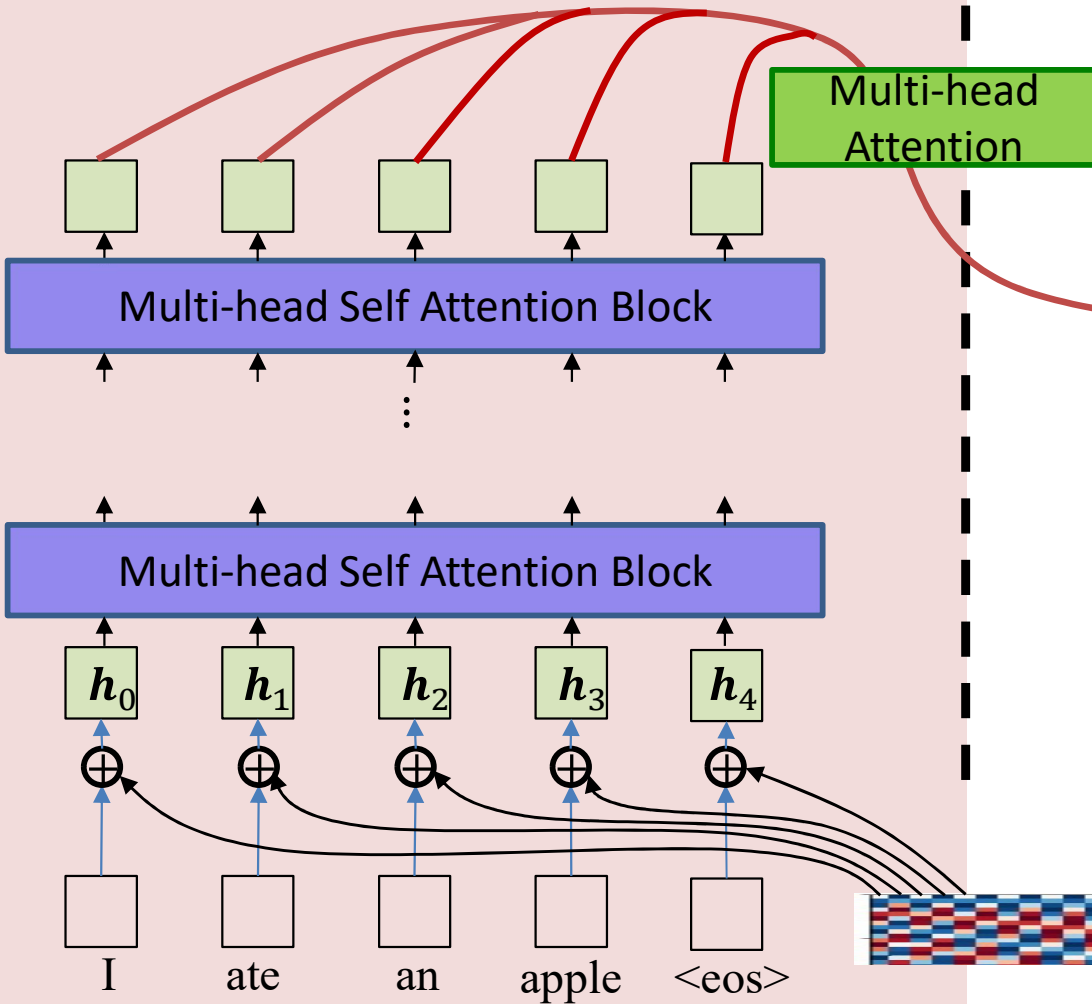 Multi-head
Attention
Multi-head Self Attention Block
⋮
Multi-head Self Attention Block
h₀ h₁ h₂ h₃ h₄
I ate an apple <eos>